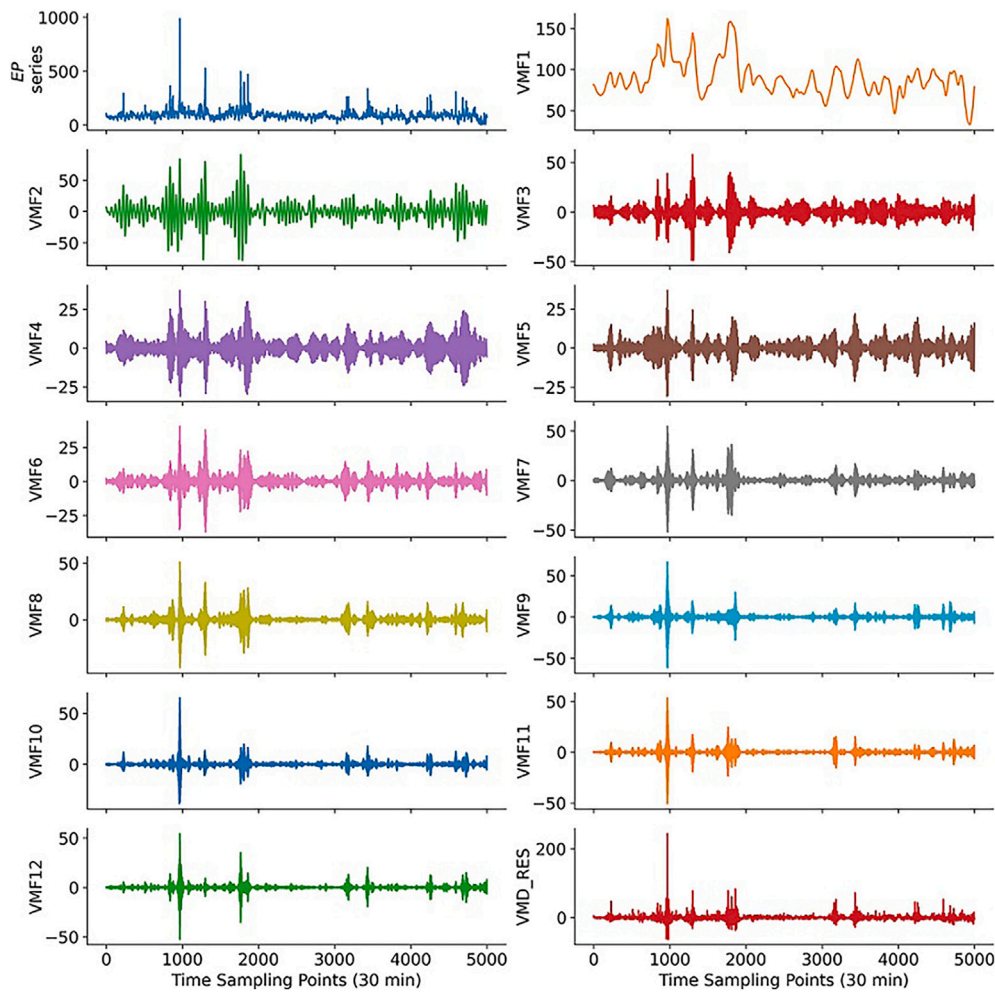 1000
500
0
EP
series
150
100
50
VMF1
50
0
−50
VMF2
50
0
−50
VMF3
25
0
−25
VMF4
25
0
−25
VMF5
25
0
−25
VMF6
50
0
−50
VMF7
50
0
VMF8
50
0
−50
VMF9
50
0
VMF10
50
0
−50
VMF11
50
0
−50
VMF12
200
0
VMD_RES
0 1000 2000 3000 4000 5000
Time Sampling Points (30 min)
0 1000 2000 3000 4000 5000
Time Sampling Points (30 min)